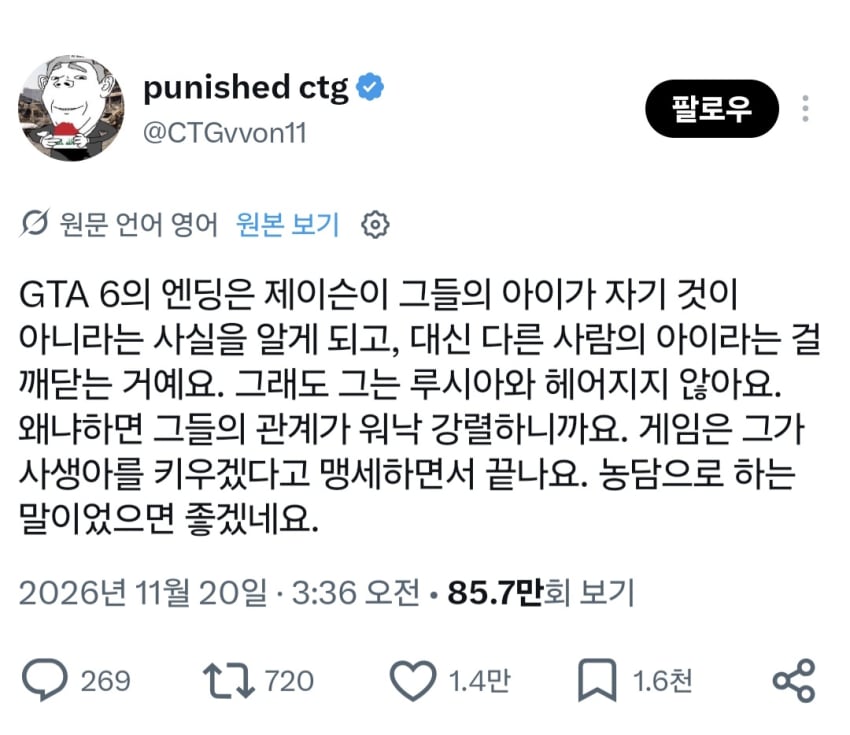 punished ctg
@CTGvvon11
팔로우
원문 언어 영어 원본 보기
GTA 6의 엔딩은 제이슨이 그들의 아이가 자기 것이
아니라는 사실을 알게 되고, 대신 다른 사람의 아이라는 걸
깨닫는 거예요. 그래도 그는 루시아와 헤어지지 않아요.
왜냐하면 그들의 관계가 워낙 강렬하니까요. 게임은 그가
사생아를 키우겠다고 맹세하면서 끝나요. 농담으로 하는
말이었으면 좋겠네요.
2026년 11월 20일 · 3:36 오전 • 85.7만회 보기
269 720 1.4만 1.6천